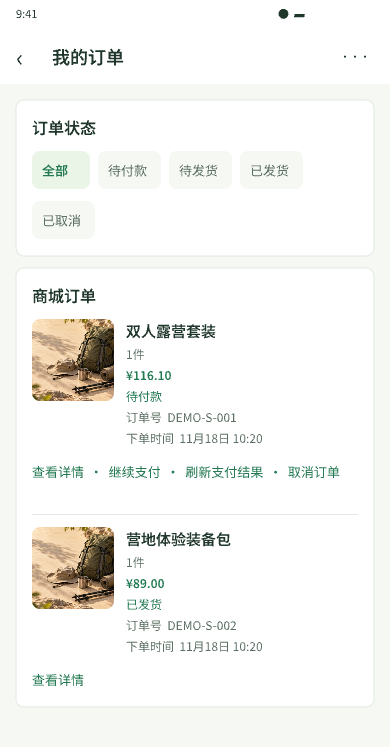 9:41
‹ 我的订单 ···
订单状态
全部 待付款 待发货 已发货
已取消
商城订单
双人露营套装
1件
¥116.10
待付款
订单号 DEMO-S-001
下单时间 11月18日 10:20
查看详情 • 继续支付 • 刷新支付结果 • 取消订单
营地体验装备包
1件
¥89.00
已发货
订单号 DEMO-S-002
下单时间 11月18日 10:20
查看详情